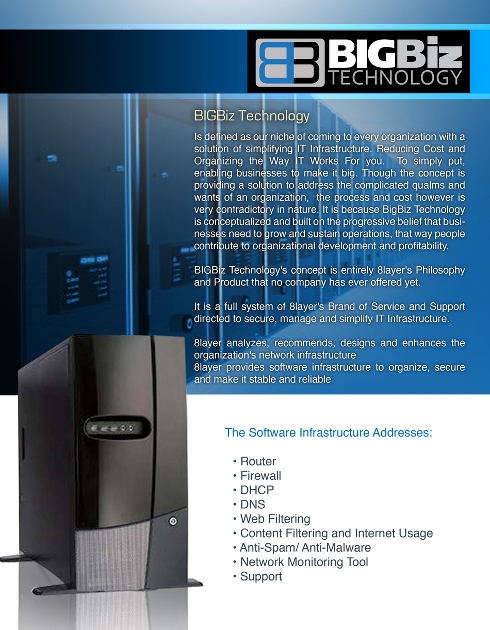 BIGBiz
TECHNOLOGY
BIGBiz Technology
Is defined as our niche of coming to every organization with a
solution of simplifying IT Infrastructure. Reducing Cost and
Organizing the Way IT Works For you. To simply put,
enabling businesses to make it big. Though the concept is
providing a solution to address the complicated qualms and
wants of an organization, the process and cost however is
very contradictory in nature. It is because BigBiz Technology
is conceptualized and built on the progressive belief that busi-
nesses need to grow and sustain operations, that way people
contribute to organizational development and profitability.
BIGBiz Technology's concept is entirely 8layer's Philosophy
and Product that no company has ever offered yet.
It is a full system of 8layer's Brand of Service and Support
directed to secure, manage and simplify IT Infrastructure.
8layer analyzes, recommends, designs and enhances the
organization's network infrastructure
8layer provides software infrastructure to organize, secure
and make it stable and reliable
The Software Infrastructure Addresses:
• Router
• Firewall
• DHCP
• DNS
• Web Filtering
• Content Filtering and Internet Usage
• Anti-Spam/ Anti-Malware
• Network Monitoring Tool
• Support